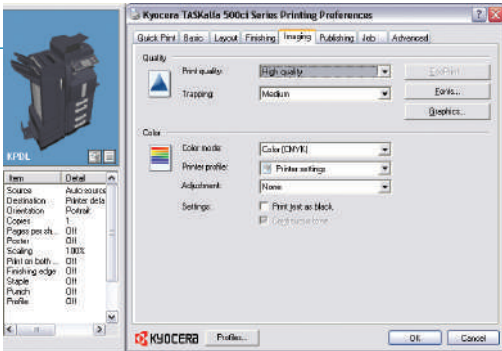 Kyocera TASKalfa 500ci Series Printing Preferences
Quick Print Basic Layout Finishing Imaging Publishing Job Advanced
Quality
Print quality: High quality
EcoPrint
Trapping: Medium
Fonts...
Graphics...
Color
Color mode: Color (CMYK)
Printer profile: Printer settings
Adjustment: None
Settings: Print text as black
KPDL
Item Detail
Source Auto source
Destination Printer defa
Orientation Portrait
Copies 1
Pages per sh... Off
Poster Off
Scaling 100%
Print on both ... Off
Finishing edge Off
Staple Off
Punch Off
Profile Off
KYOCERA Profiles... OK Cancel